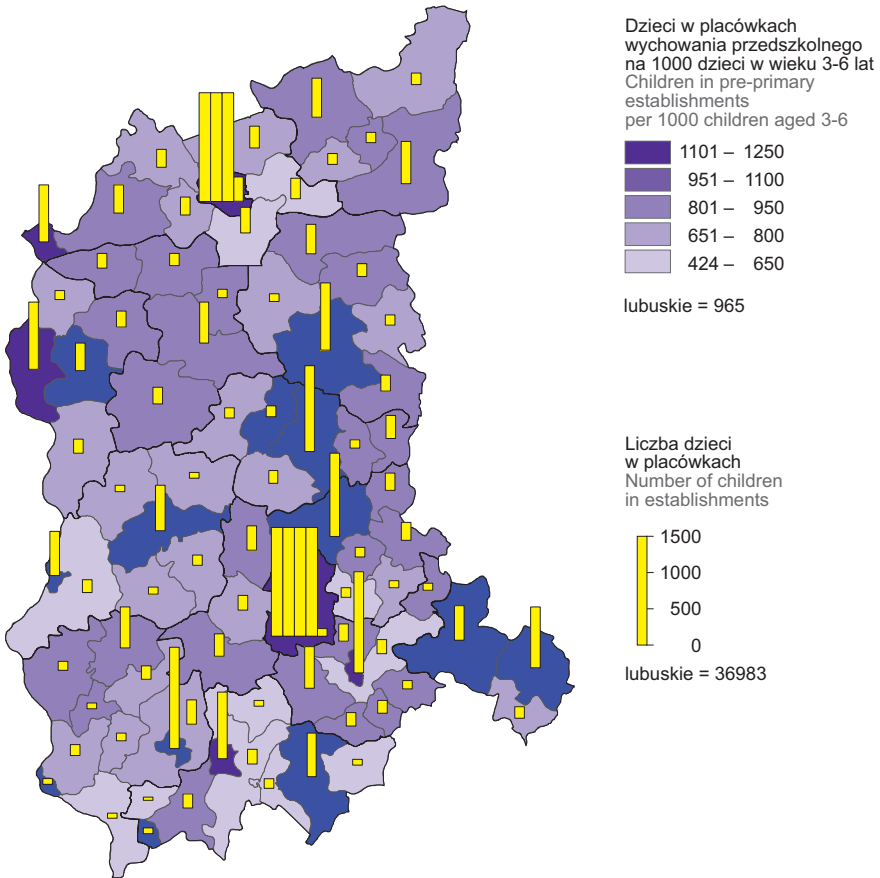 Dzieci w placówkach
wychowania przedszkolnego
na 1000 dzieci w wieku 3-6 lat
Children in pre-primary
establishments
per 1000 children aged 3-6
1101 – 1250
951 – 1100
801 – 950
651 – 800
424 – 650
lubuskie = 965
Liczba dzieci
w placówkach
Number of children
in establishments
1500
1000
500
0
lubuskie = 36983